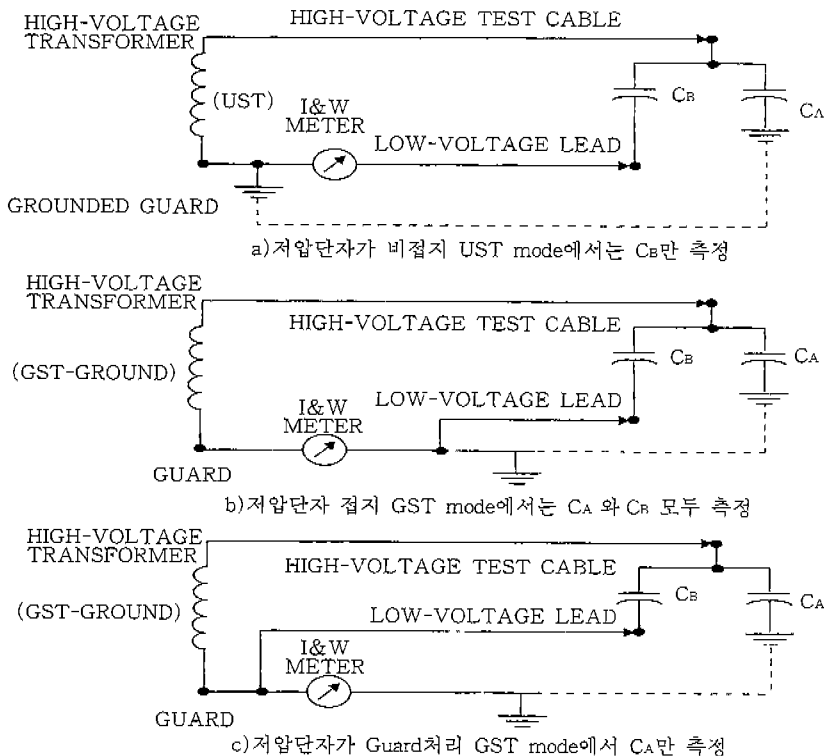 HIGH-VOLTAGE
TRANSFORMER
HIGH-VOLTAGE TEST CABLE
(UST)
I&W
METER
CB
CA
LOW-VOLTAGE LEAD
GROUNDED GUARD
a)저압단자가 비접지 UST mode에서는 CB만 측정
HIGH-VOLTAGE
TRANSFORMER
HIGH-VOLTAGE TEST CABLE
(GST-GROUND)
CB
CA
I&W
METER
LOW-VOLTAGE LEAD
GUARD
b)저압단자 접지 GST mode에서는 CA 와 CB 모두 측정
HIGH-VOLTAGE
TRANSFORMER
HIGH-VOLTAGE TEST CABLE
(GST-GROUND)
CB
CA
LOW-VOLTAGE LEAD
I&W
METER
GUARD
c)저압단자가 Guard처리 GST mode에서 CA만 측정